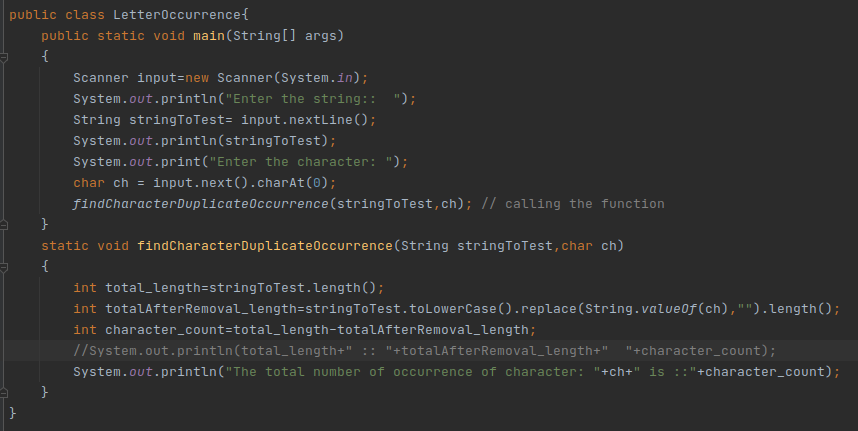 public class LetterOccurrence{
    public static void main(String[] args)
    {
        Scanner input=new Scanner(System.in);
        System.out.println("Enter the string::  ");
        String stringToTest= input.nextLine();
        System.out.println(stringToTest);
        System.out.print("Enter the character: ");
        char ch = input.next().charAt(0);
        findCharacterDuplicateOccurrence(stringToTest,ch); // calling the function
    }
    static void findCharacterDuplicateOccurrence(String stringToTest,char ch)
    {
        int total_length=stringToTest.length();
        int totalAfterRemoval_length=stringToTest.toLowerCase().replace(String.valueOf(ch),"").length();
        int character_count=total_length-totalAfterRemoval_length;
        //System.out.println(total_length+" :: "+totalAfterRemoval_length+"  "+character_count);
        System.out.println("The total number of occurrence of character: "+ch+" is ::"+character_count);
    }
}